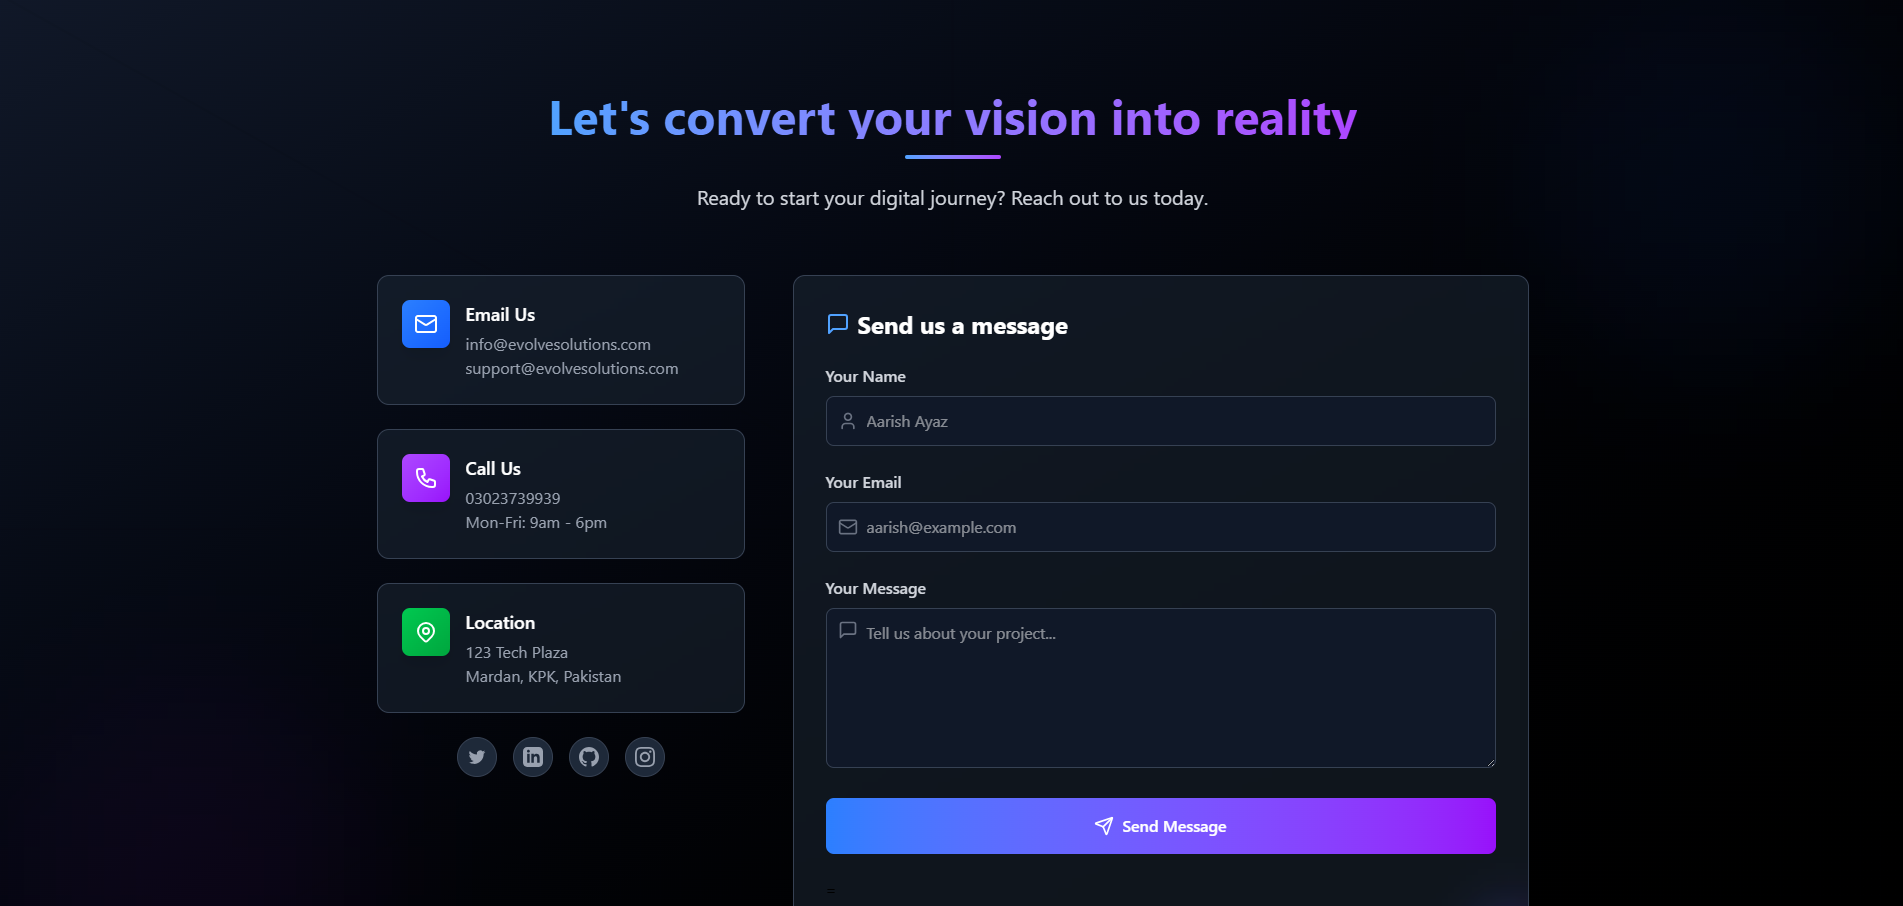 Let's convert your vision into reality
Ready to start your digital journey? Reach out to us today.
Email Us
info@evolvesolutions.com
support@evolvesolutions.com
Call Us
03023739939
Mon-Fri: 9am - 6pm
Location
123 Tech Plaza
Mardan, KPK, Pakistan
Send us a message
Your Name
Aarish Ayaz
Your Email
aarish@example.com
Your Message
Tell us about your project...
Send Message
=